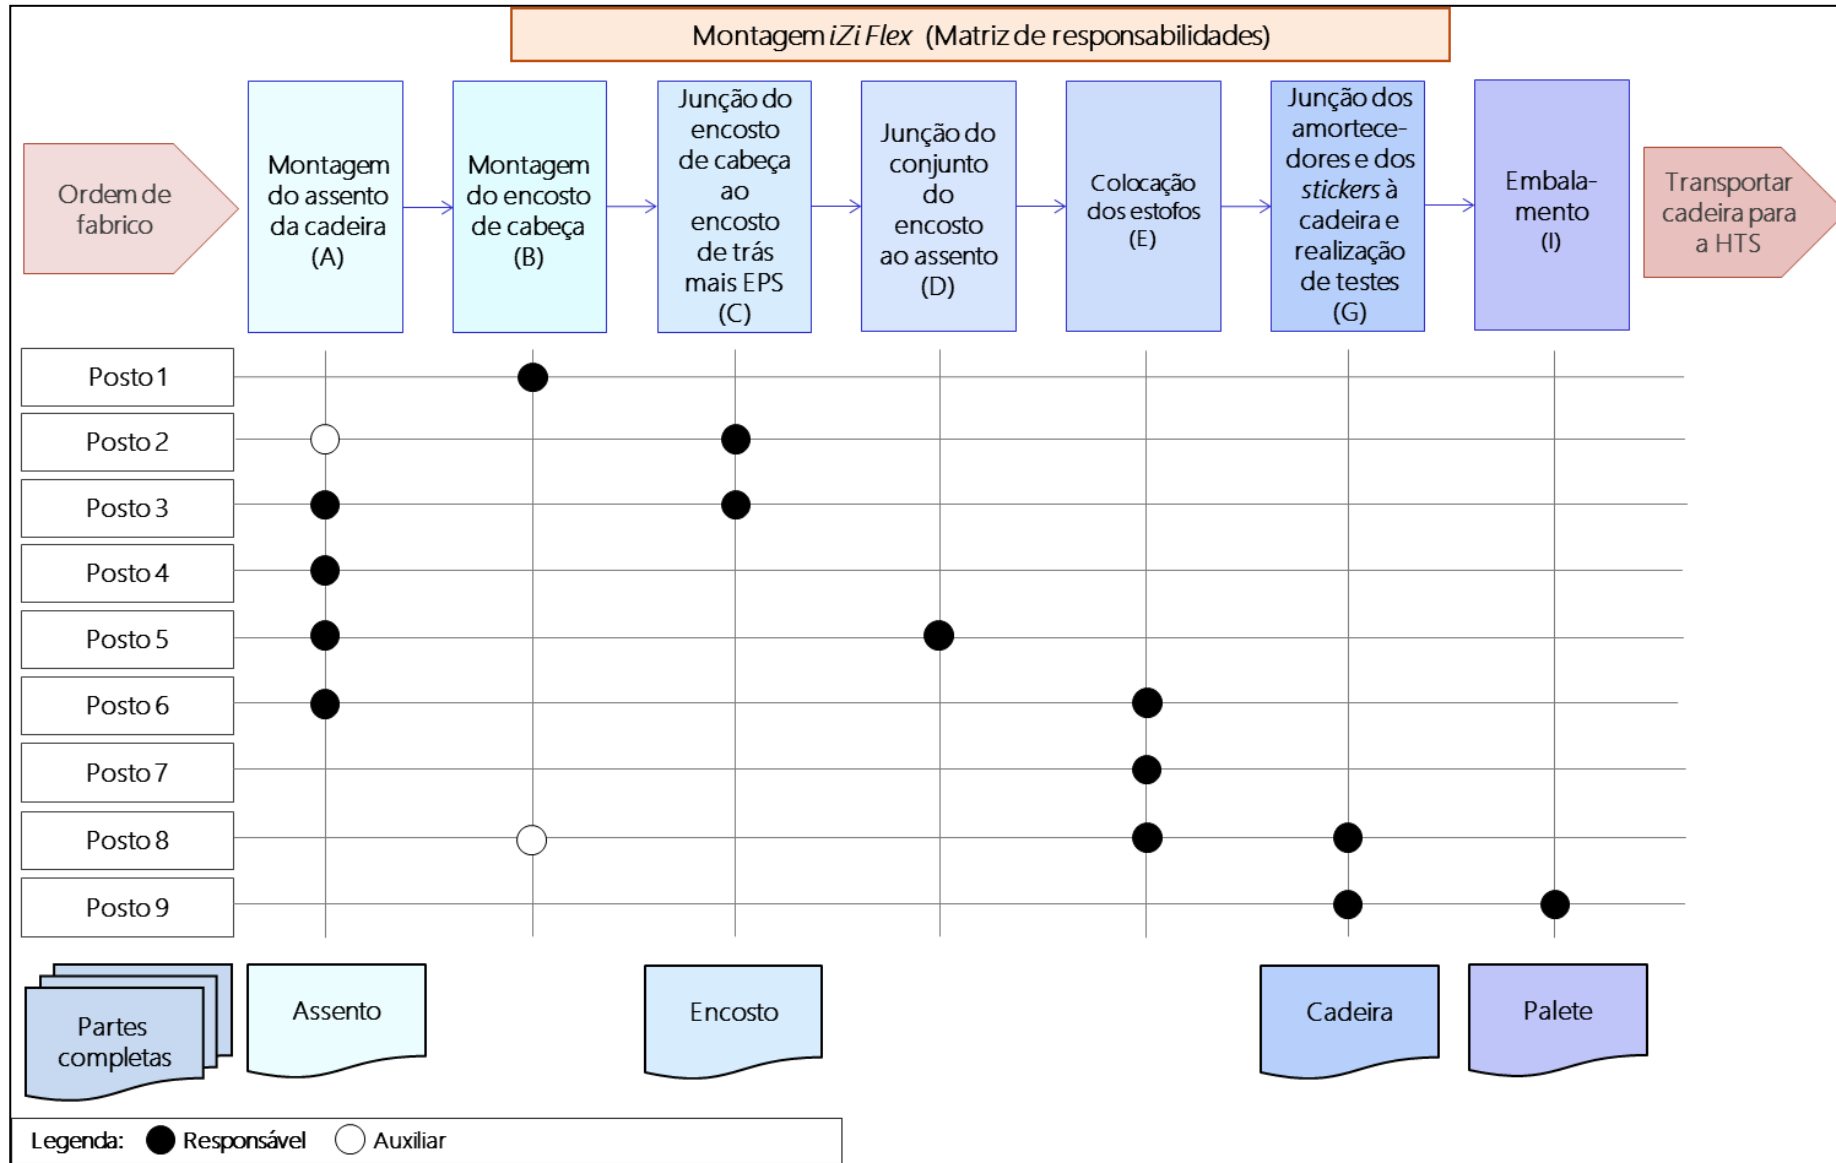 Montagem iZi Flex (Matriz de responsabilidades)
Ordem de
fabrico
Montagem
do assento
da cadeira
(A)
Montagem
do encosto
de cabeça
(B)
Junção do
encosto
de cabeça
ao
encosto
de trás
mais EPS
(C)
Junção do
conjunto
do
encosto
ao assento
(D)
Colocação
dos estofos
(E)
Junção dos
amortece-
dores e dos
stickers à
cadeira e
realização
de testes
(G)
Embala-
mento
(I)
Transportar
cadeira para
a HTS
Posto 1
Posto 2
Posto 3
Posto 4
Posto 5
Posto 6
Posto 7
Posto 8
Posto 9
Partes
completas
Assento
Encosto
Cadeira
Palete
Legenda: Responsável Auxiliar